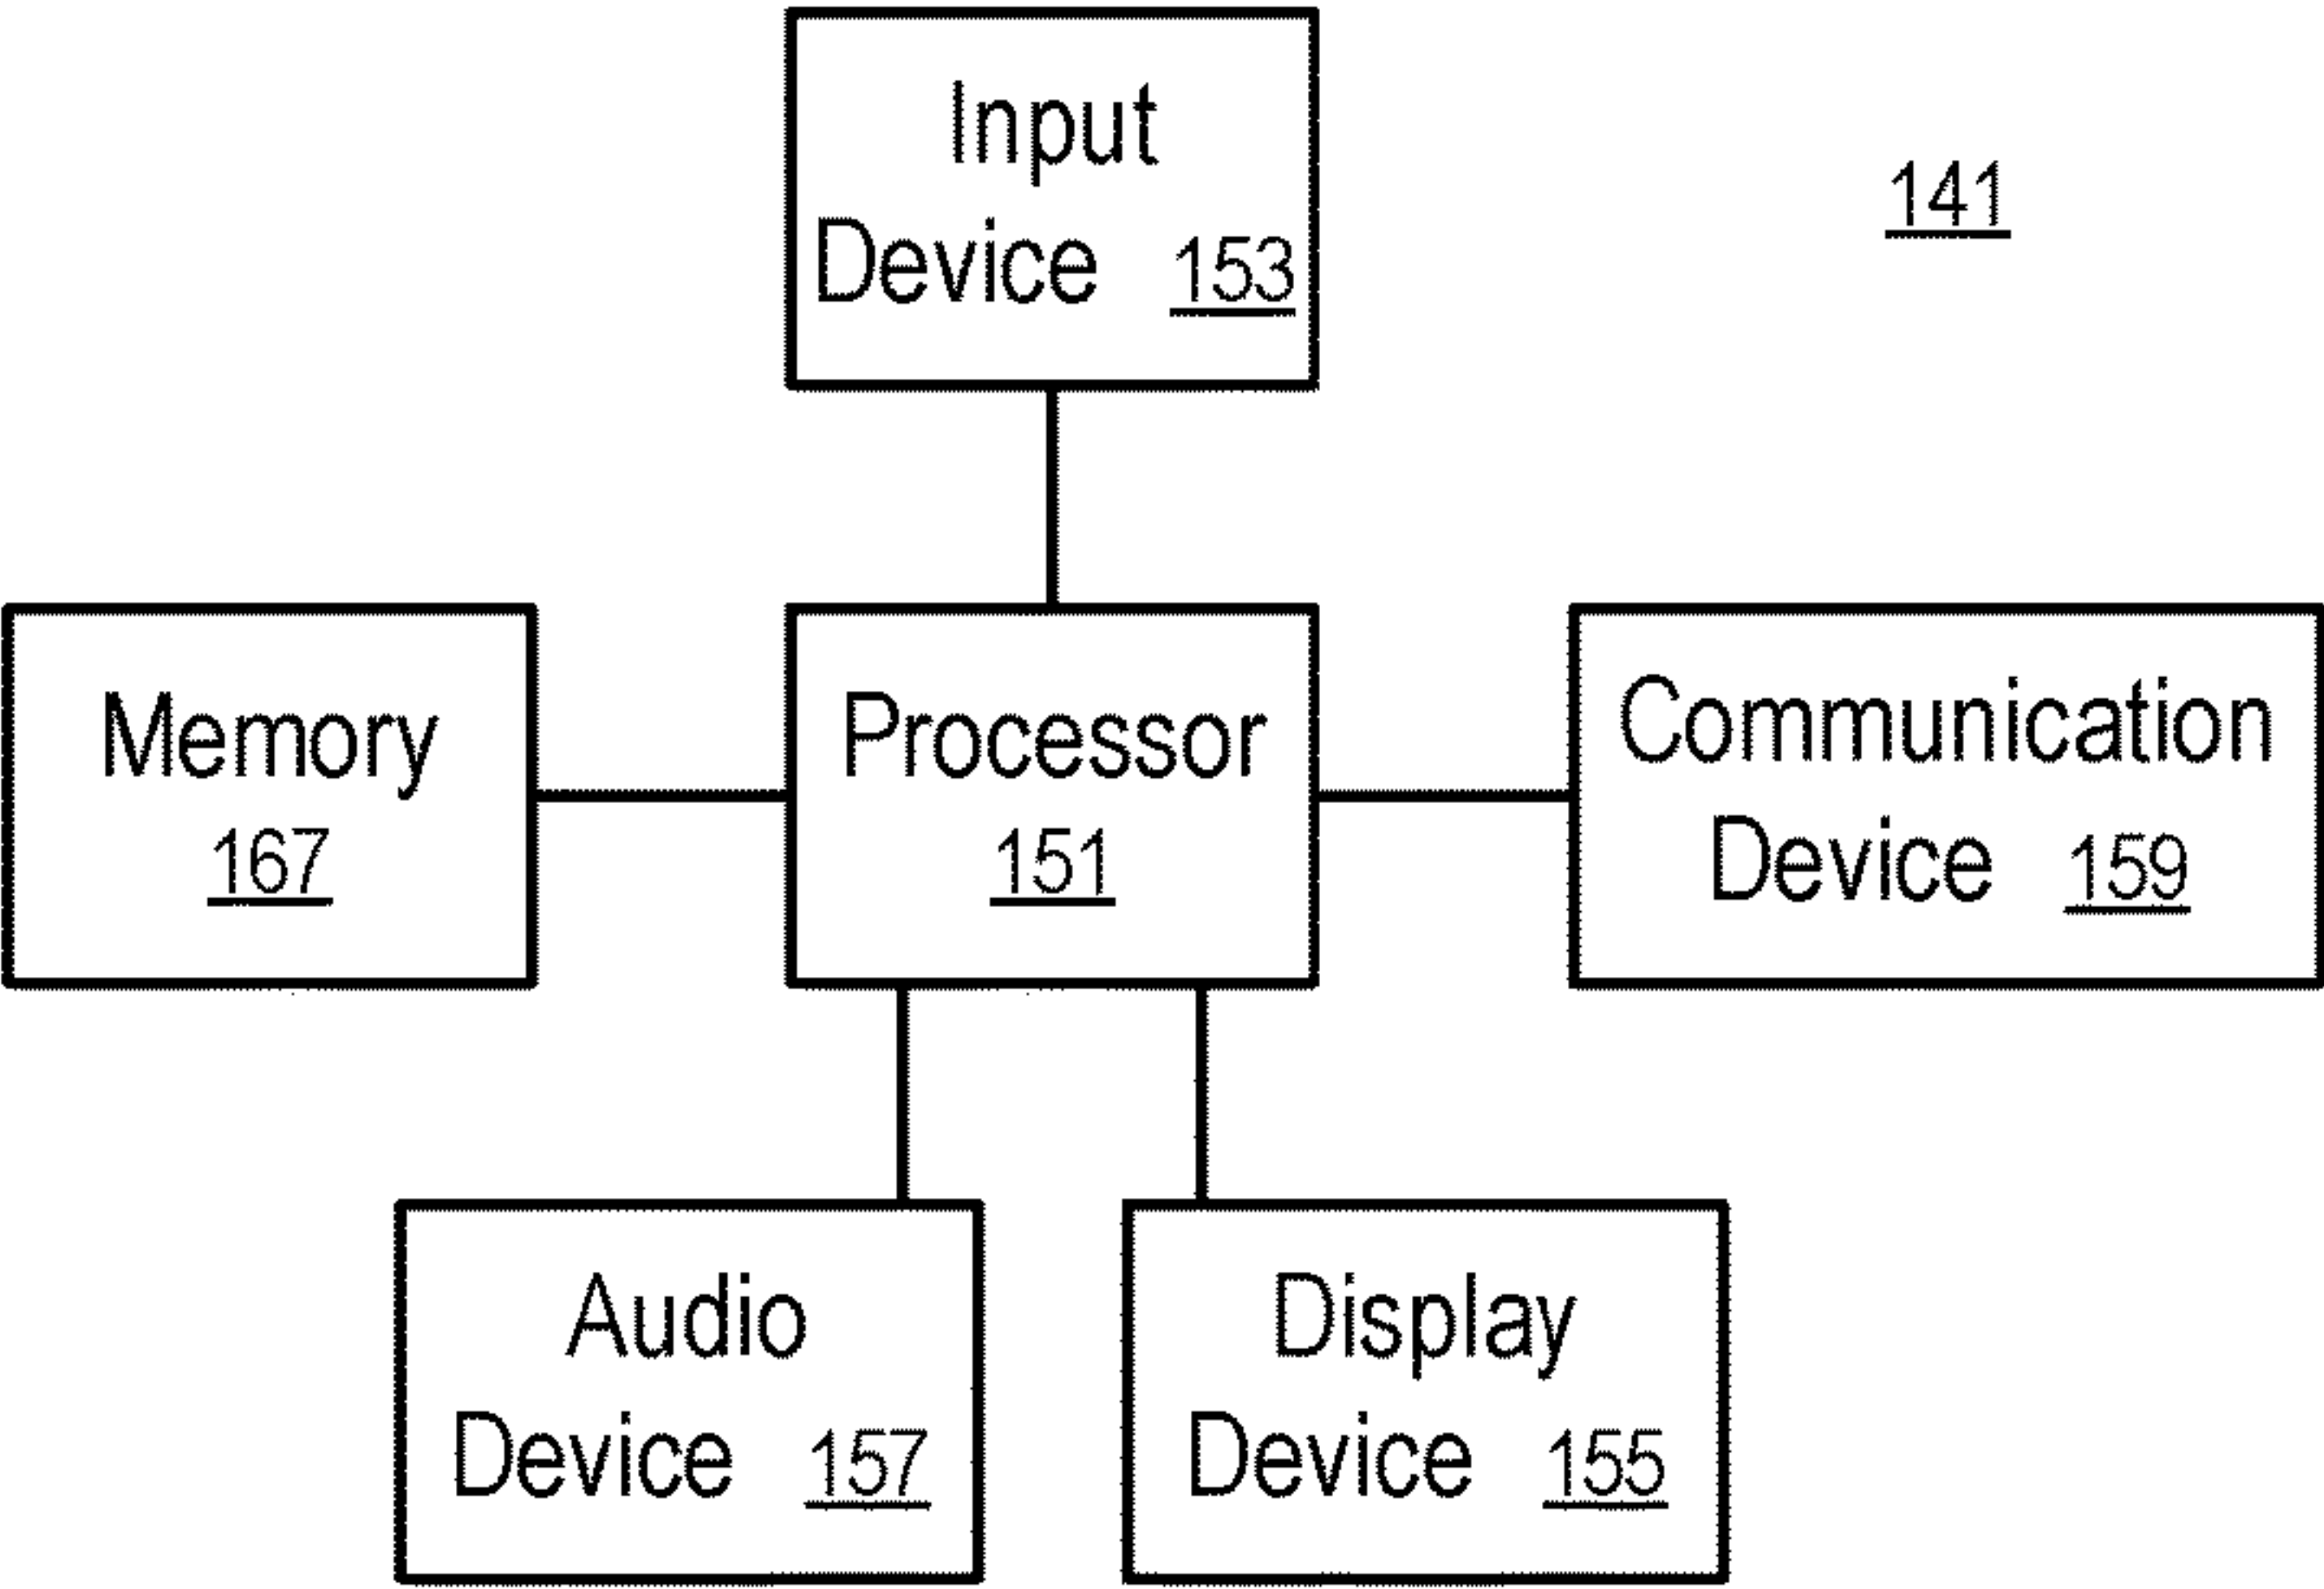 Input
Device 153
141
Memory
167
Processor
151
Communication
Device 159
Audio
Device 157
Display
Device 155